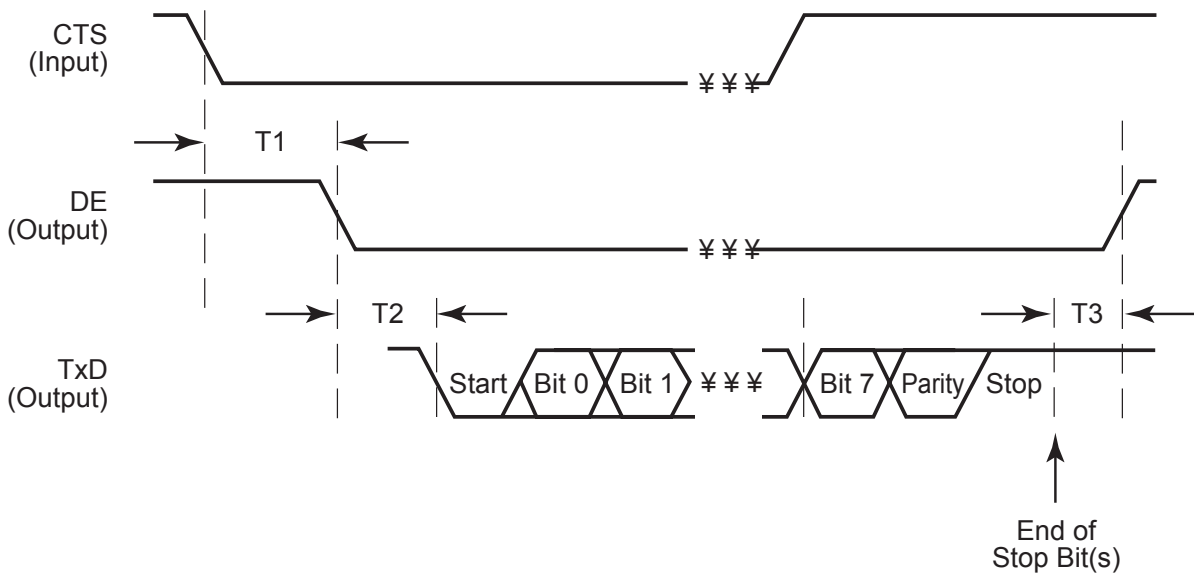 CTS
(Input)
¥ ¥ ¥
T1
DE
(Output)
¥ ¥ ¥
T2
T3
TxD
(Output)
Start
Bit 0
Bit 1
¥ ¥ ¥
Bit 7
Parity
Stop
End of
Stop Bit(s)